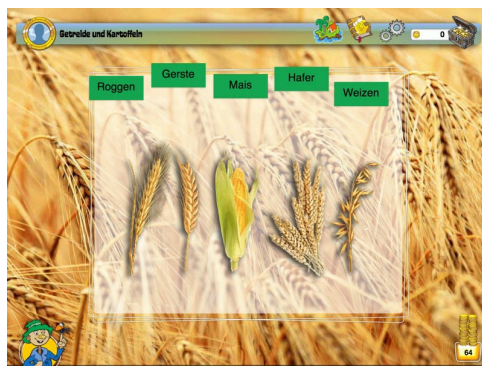 Getreide und Kartoffeln
0
Roggen
Gerste
Mais
Hafer
Weizen
64